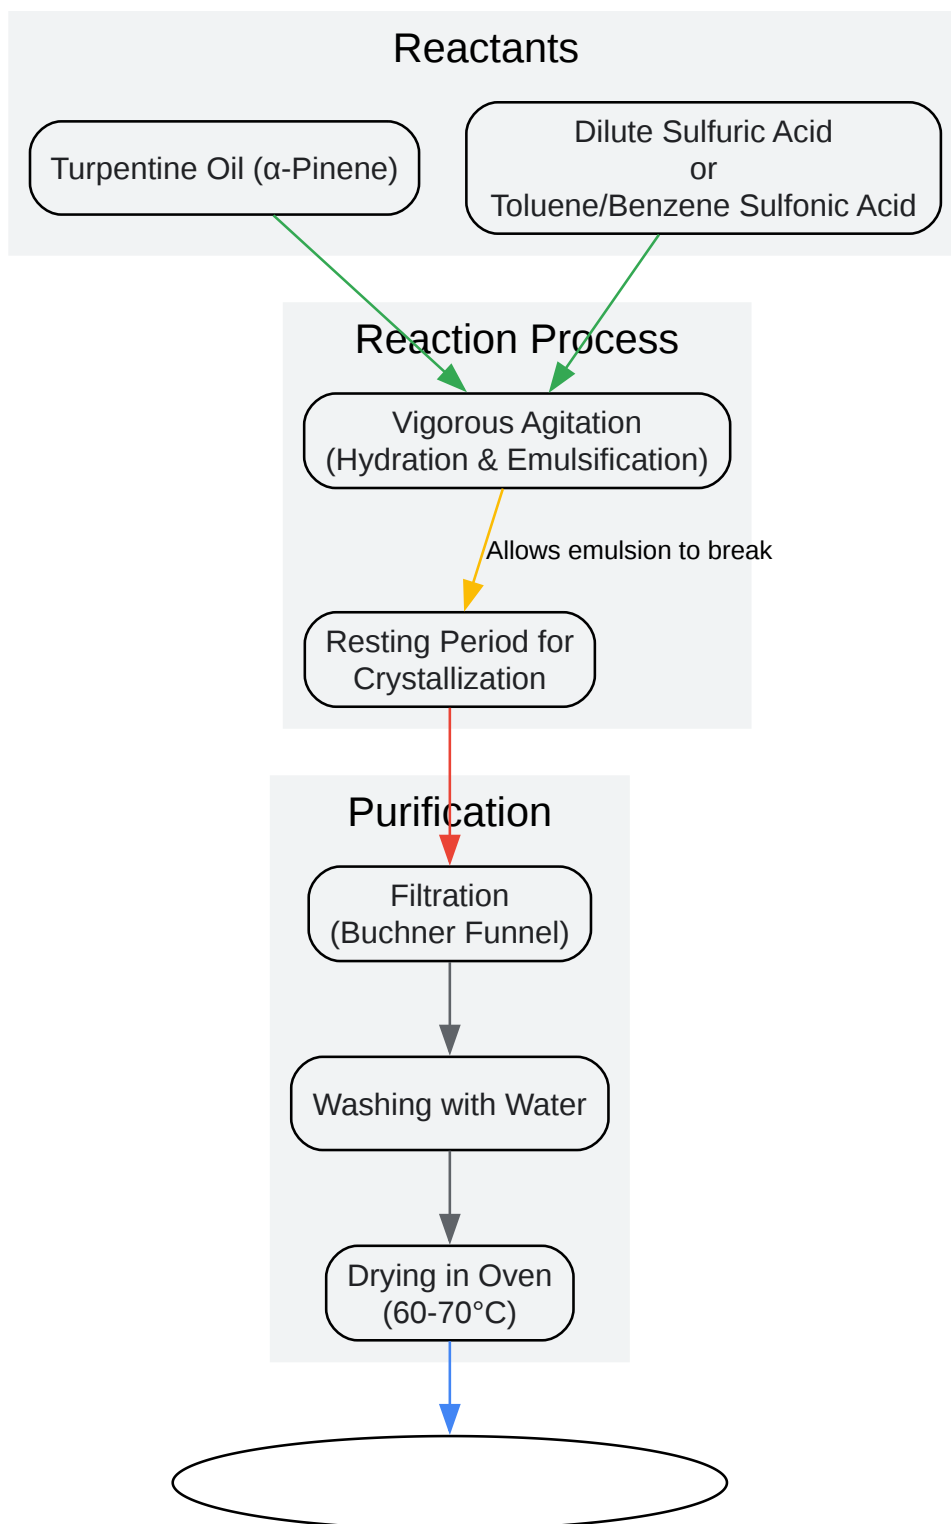 Reactants
Turpentine Oil (α-Pinene)
Dilute Sulfuric Acid
or
Toluene/Benzene Sulfonic Acid
Reaction Process
Vigorous Agitation
(Hydration & Emulsification)
Allows emulsion to break
Resting Period for
Crystallization
Purification
Filtration
(Buchner Funnel)
Washing with Water
Drying in Oven
(60-70°C)